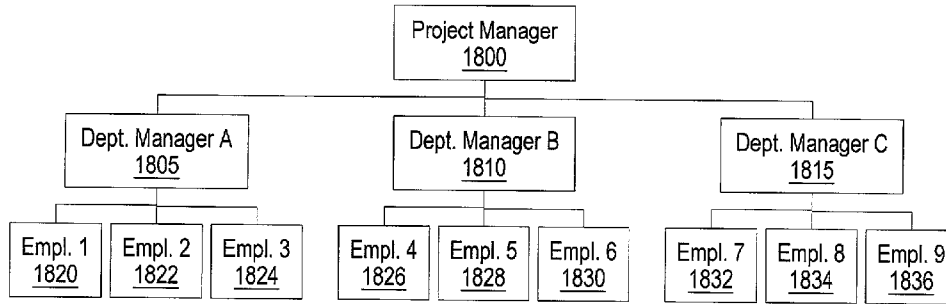 Project Manager
1800
Dept. Manager A
1805
Dept. Manager B
1810
Dept. Manager C
1815
Empl. 1
1820
Empl. 2
1822
Empl. 3
1824
Empl. 4
1826
Empl. 5
1828
Empl. 6
1830
Empl. 7
1832
Empl. 8
1834
Empl. 9
1836